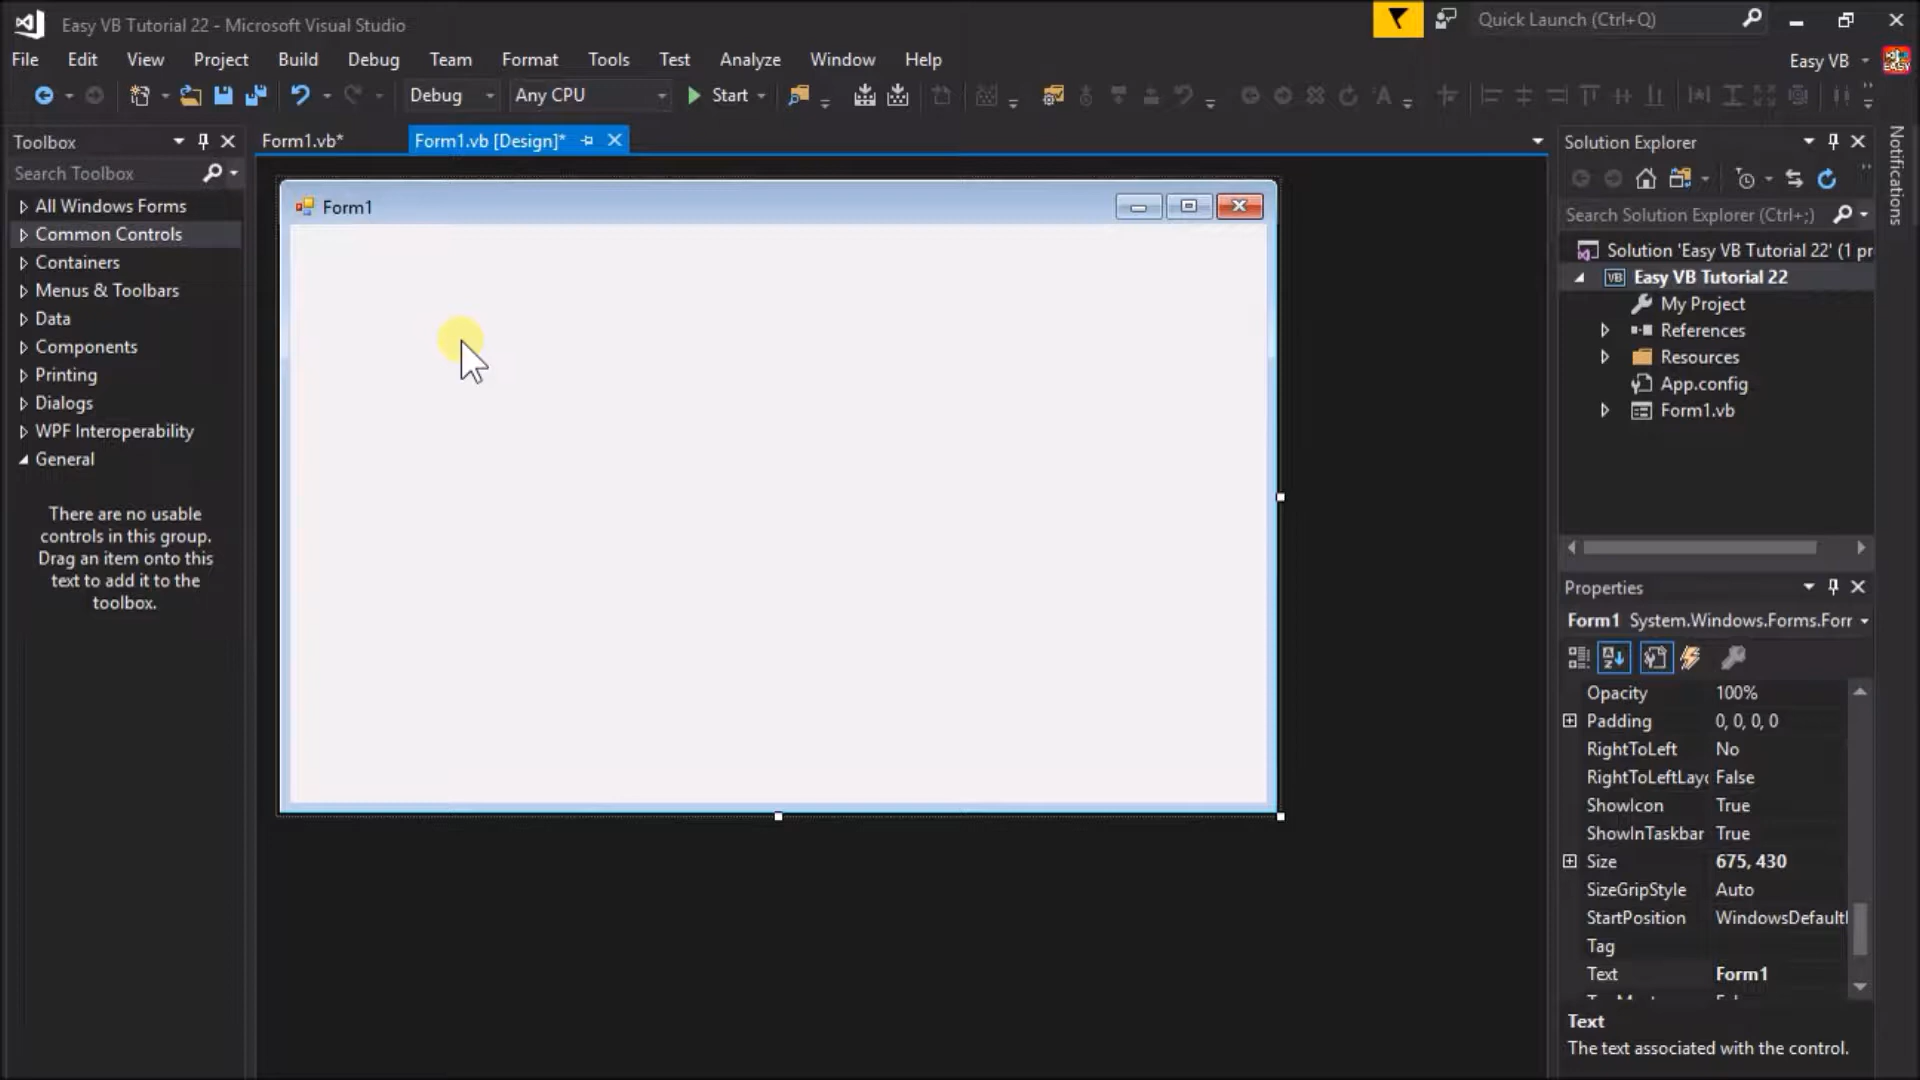 Easy VB Tutorial 22 - Microsoft Visual Studio
Quick Launch (Ctrl+Q)
File Edit View Project Build Debug Team Format Tools Test Analyze Window Help
Easy VB
Debug Any CPU Start
Toolbox
Search Toolbox
All Windows Forms
Common Controls
Containers
Menus & Toolbars
Data
Components
Printing
Dialogs
WPF Interoperability
General
There are no usable
controls in this group.
Drag an item onto this
text to add it to the
toolbox.
Form1.vb* Form1.vb [Design]*
Form1
Solution Explorer
Search Solution Explorer (Ctrl+;)
Solution 'Easy VB Tutorial 22' (1 pr
VB Easy VB Tutorial 22
My Project
References
Resources
App.config
Form1.vb
Properties
Form1 System.Windows.Forms.Forr
Opacity 100%
Padding 0, 0, 0, 0
RightToLeft No
RightToLeftLayo False
ShowIcon True
ShowInTaskbar True
Size 675, 430
SizeGripStyle Auto
StartPosition WindowsDefaultl
Tag
Text Form1
Text
The text associated with the control.
Notifications